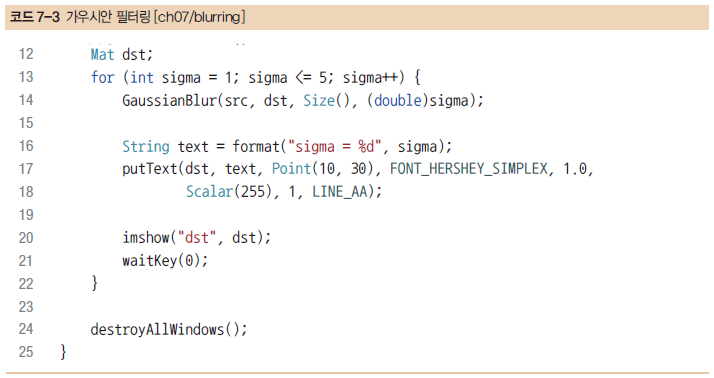 코드 7-3 가우시안 필터링 [ch07/blurring]
12 Mat dst;
13 for (int sigma = 1; sigma <= 5; sigma++) {
14 GaussianBlur(src, dst, Size(), (double)sigma);
15
16 String text = format("sigma = %d", sigma);
17 putText(dst, text, Point(10, 30), FONT_HERSHEY_SIMPLEX, 1.0,
18 Scalar(255), 1, LINE_AA);
19
20 imshow("dst", dst);
21 waitKey(0);
22 }
23
24 destroyAllWindows();
25 }